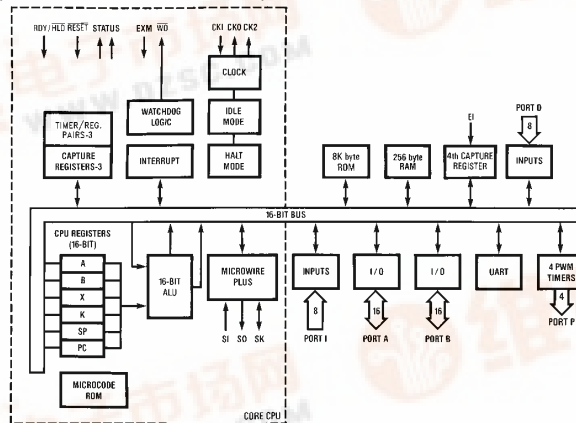 RDY/HLD RESET STATUS EXM WO CKI CKO CK2
CLOCK
TIMER/REG. PAIRS-3
CAPTURE REGISTERS-3
WATCHDOG LOGIC
INTERRUPT
IDLE MODE
HALT MODE
8K byte ROM
256 byte RAM
EI
4th CAPTURE REGISTER
PORT D
8
INPUTS
16-BIT BUS
CPU REGISTERS
(16-BIT)
A
B
X
K
SP
PC
16-BIT ALU
MICROWIRE PLUS
SI SO SK
MICROCODE ROM
CORE CPU
INPUTS
8
PORT I
I/O
16
PORT A
I/O
16
PORT B
UART
4 PWM TIMERS
4
PORT P